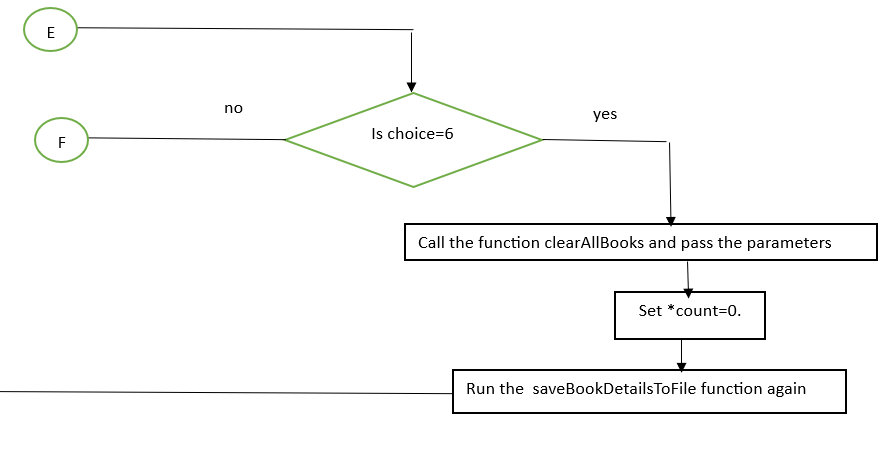 E
no
yes
Is choice=6
F
Call the function clearAllBooks and pass the parameters
Set *count=0.
Run the  saveBookDetailsToFile function again